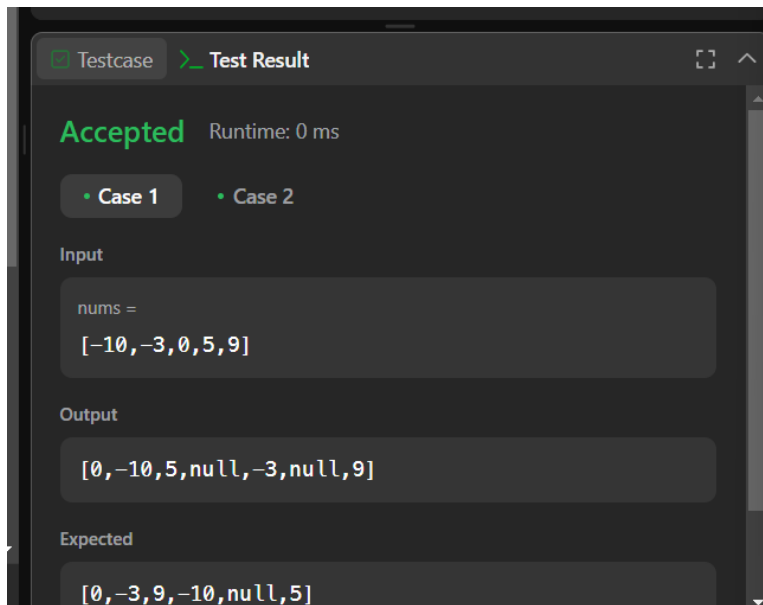 Testcase >_ Test Result
Accepted Runtime: 0 ms
• Case 1 • Case 2
Input
nums =
[-10,-3,0,5,9]
Output
[0,-10,5,null,-3,null,9]
Expected
[0,-3,9,-10,null,5]